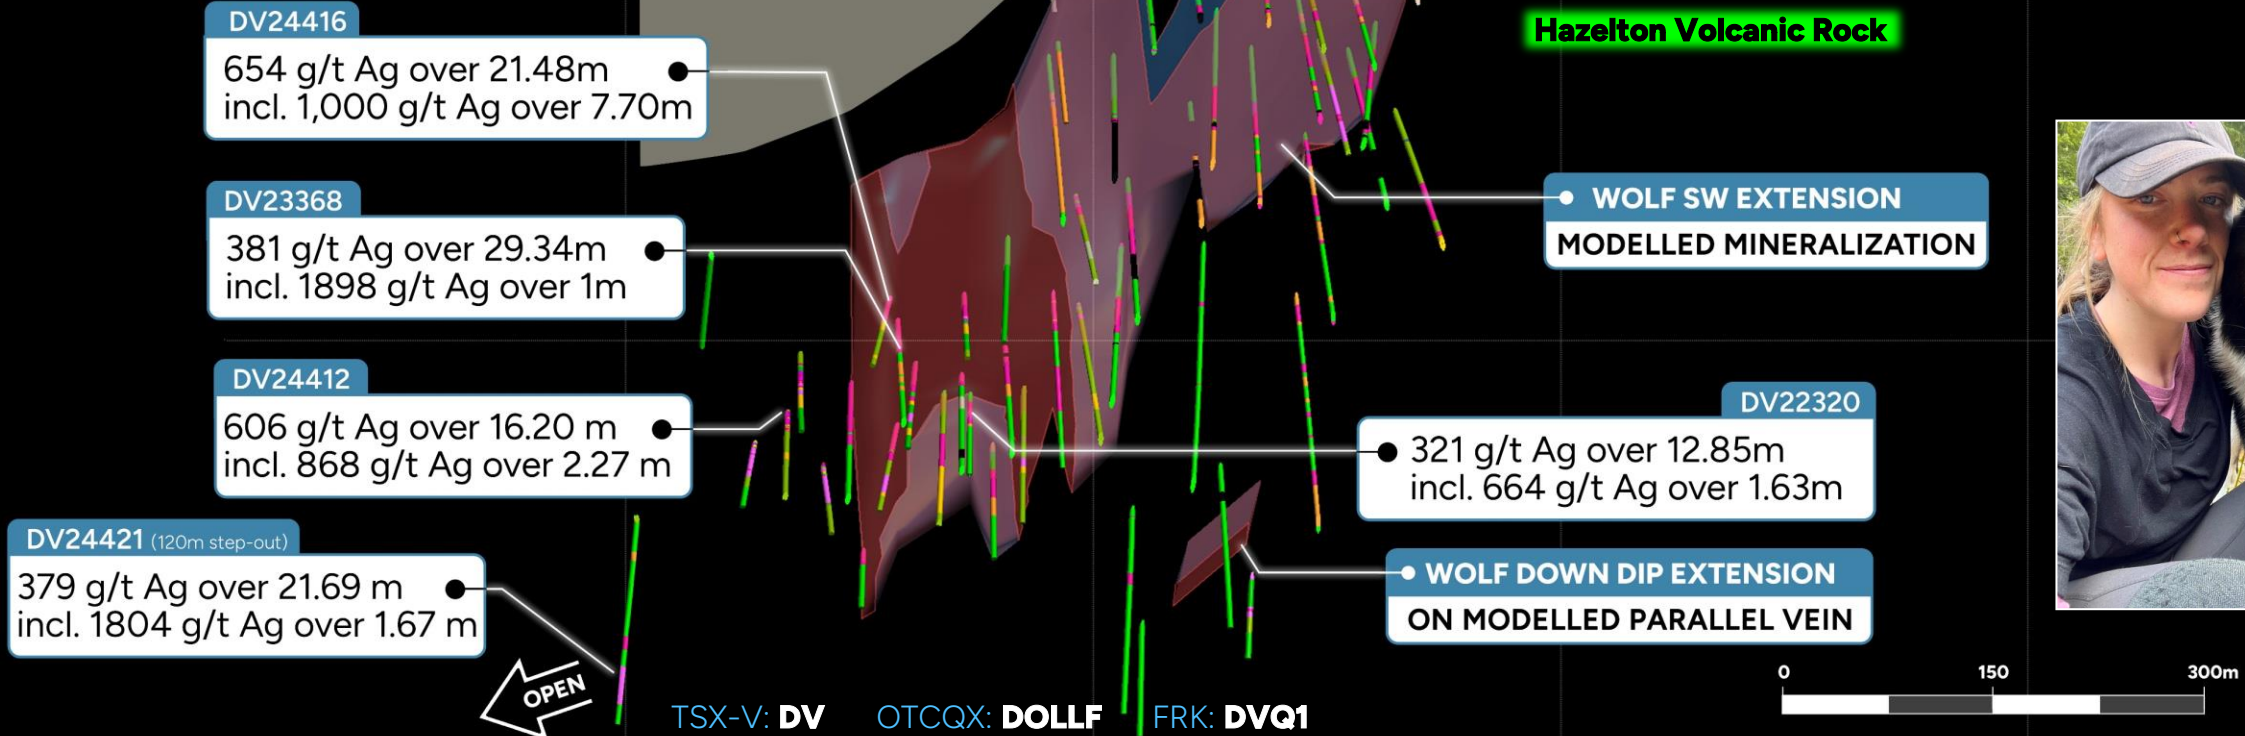 DV24416
654 g/t Ag over 21.48m
incl. 1,000 g/t Ag over 7.70m
Hazelton Volcanic Rock
DV23368
381 g/t Ag over 29.34m
incl. 1898 g/t Ag over 1m
WOLF SW EXTENSION
MODELLED MINERALIZATION
DV24412
606 g/t Ag over 16.20 m
incl. 868 g/t Ag over 2.27 m
DV22320
321 g/t Ag over 12.85m
incl. 664 g/t Ag over 1.63m
DV24421 (120m step-out)
379 g/t Ag over 21.69 m
incl. 1804 g/t Ag over 1.67 m
WOLF DOWN DIP EXTENSION
ON MODELLED PARALLEL VEIN
OPEN
0 150 300m
TSX-V: DV OTCQX: DOLLF FRK: DVQ1